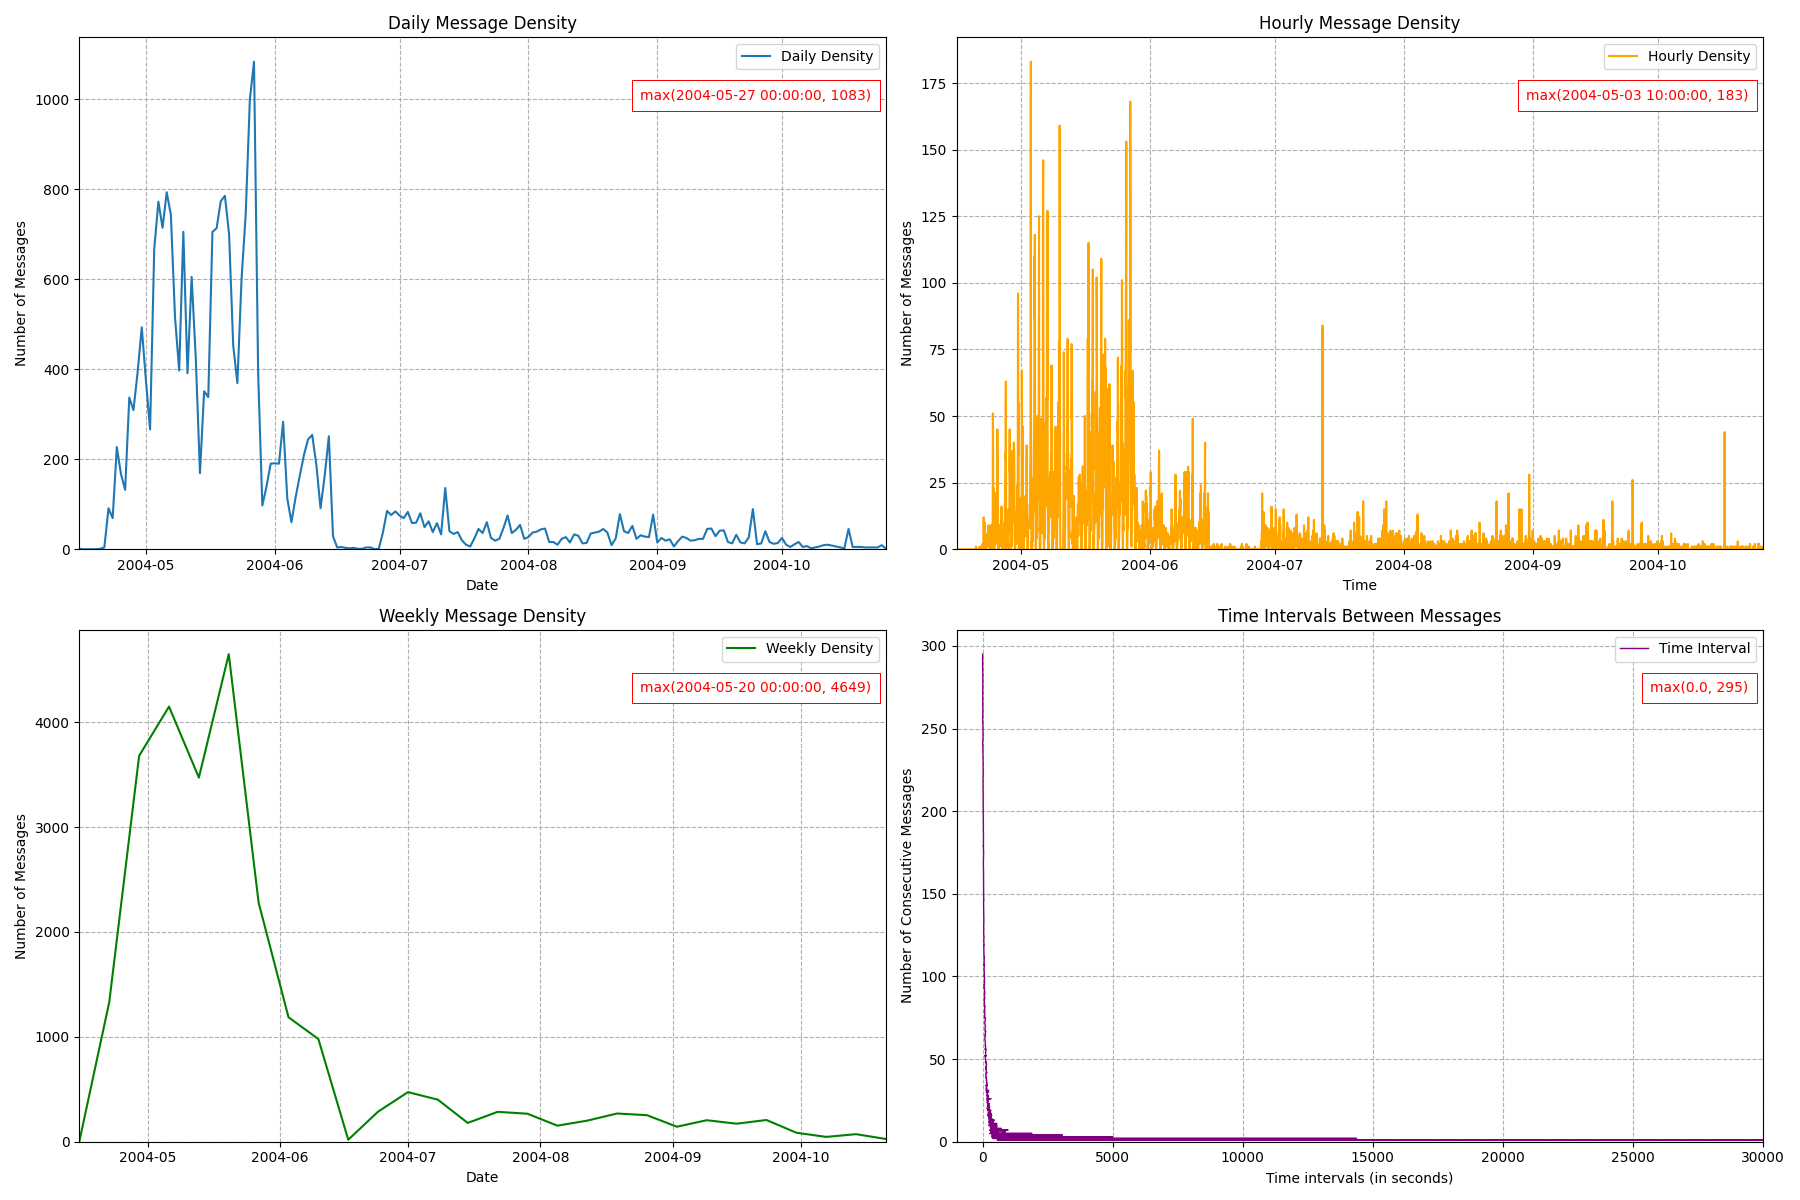 Daily Message Density
Daily Density
max(2004-05-27 00:00:00, 1083)
Number of Messages
1000
800
600
400
200
0
2004-05 2004-06 2004-07 2004-08 2004-09 2004-10
Date
Hourly Message Density
Hourly Density
max(2004-05-03 10:00:00, 183)
Number of Messages
175
150
125
100
75
50
25
0
2004-05 2004-06 2004-07 2004-08 2004-09 2004-10
Time
Weekly Message Density
Weekly Density
max(2004-05-20 00:00:00, 4649)
Number of Messages
4000
3000
2000
1000
0
2004-05 2004-06 2004-07 2004-08 2004-09 2004-10
Date
Time Intervals Between Messages
Time Interval
max(0.0, 295)
Number of Consecutive Messages
300
250
200
150
100
50
0
0 5000 10000 15000 20000 25000 30000
Time intervals (in seconds)